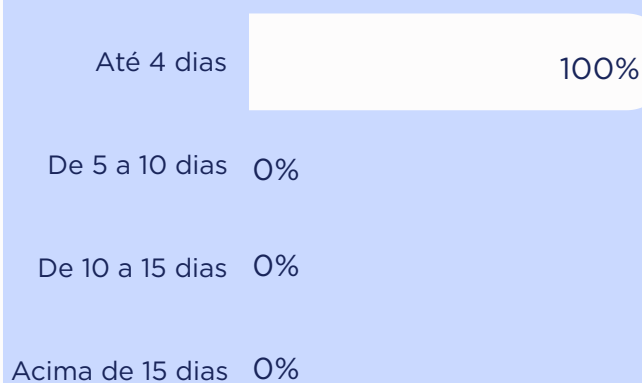 Até 4 dias 100%
De 5 a 10 dias 0%
De 10 a 15 dias 0%
Acima de 15 dias 0%